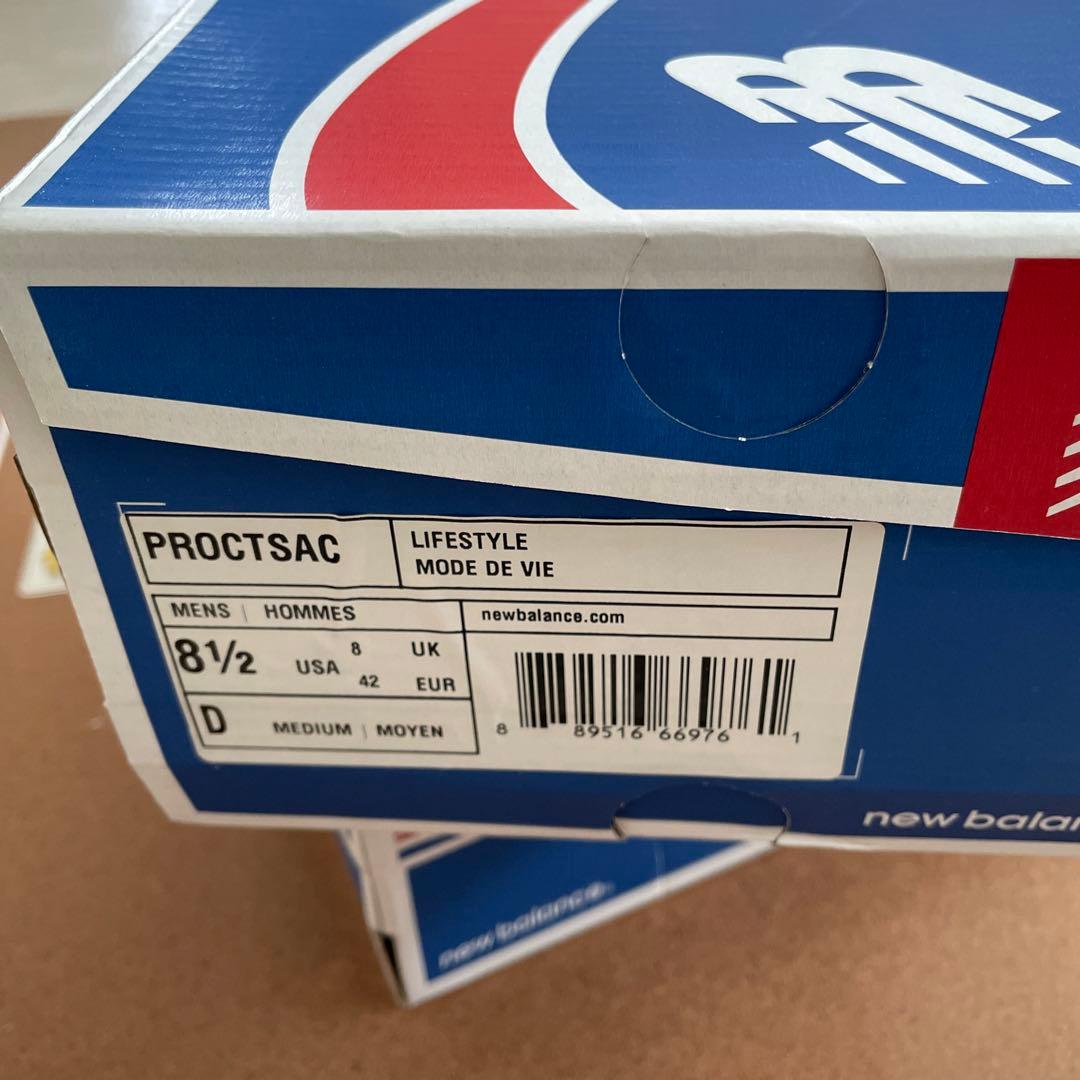 PROCTSAC
LIFESTYLE
MODE DE VIE
MENS | HOMMES
newbalance.com
8½ USA 8 UK
42 EUR
D MEDIUM | MOYEN
8 89516 66976 1
new balan
new balance